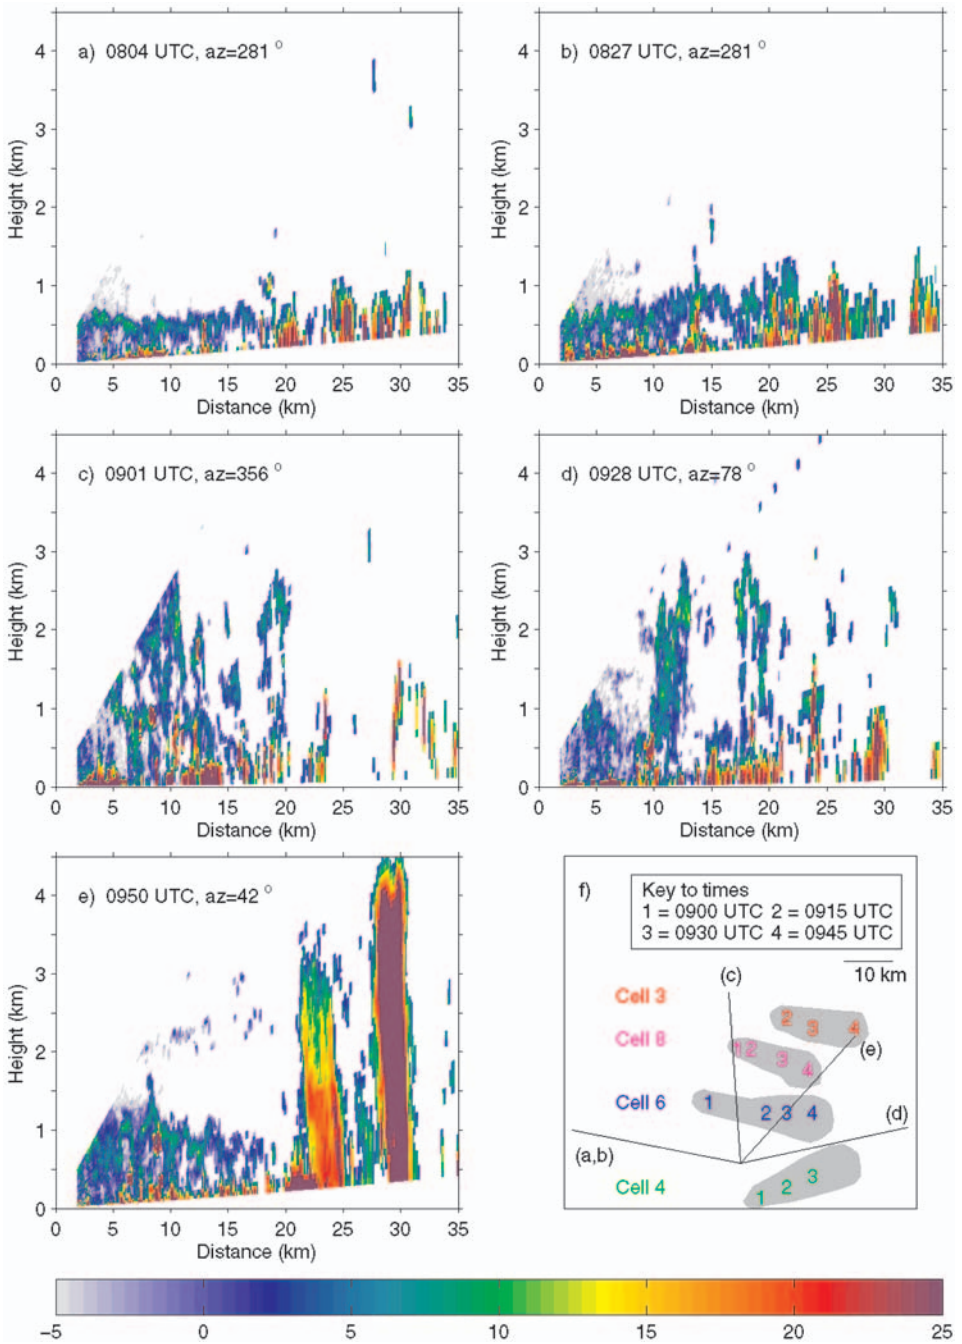 a) 0804 UTC, az=281 °
Height (km)
4
3
2
1
0
0 5 10 15 20 25 30 35
Distance (km)
b) 0827 UTC, az=281 °
Height (km)
4
3
2
1
0
0 5 10 15 20 25 30 35
Distance (km)
c) 0901 UTC, az=356 °
Height (km)
4
3
2
1
0
0 5 10 15 20 25 30 35
Distance (km)
d) 0928 UTC, az=78 °
Height (km)
4
3
2
1
0
0 5 10 15 20 25 30 35
Distance (km)
e) 0950 UTC, az=42 °
Height (km)
4
3
2
1
0
0 5 10 15 20 25 30 35
Distance (km)
f)
Key to times
1 = 0900 UTC 2 = 0915 UTC
3 = 0930 UTC 4 = 0945 UTC
10 km
(c)
Cell 3
3 4
(e)
Cell 8
1 2 3 4
Cell 6
1 2 3 4
(d)
(a,b)
Cell 4
1 2 3
−5 0 5 10 15 20 25